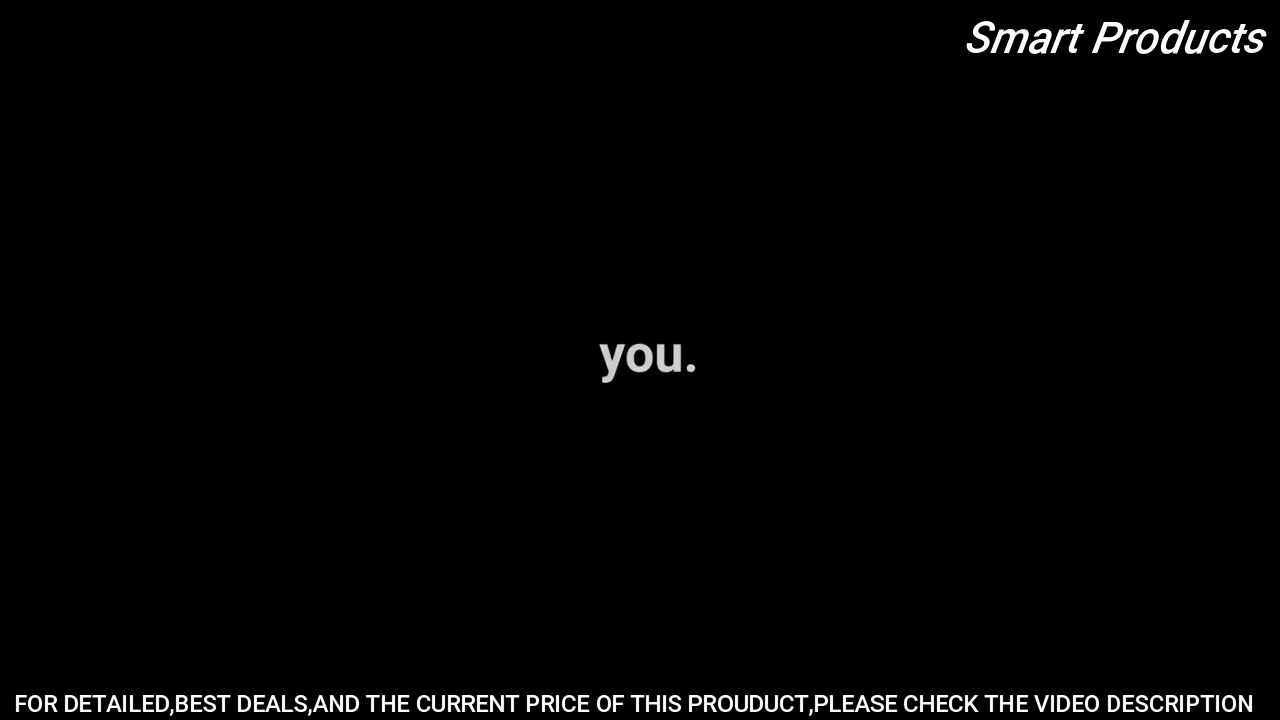 Smart Products
you.
FOR DETAILED,BEST DEALS,AND THE CURRENT PRICE OF THIS PROUDUCT,PLEASE CHECK THE VIDEO DESCRIPTION